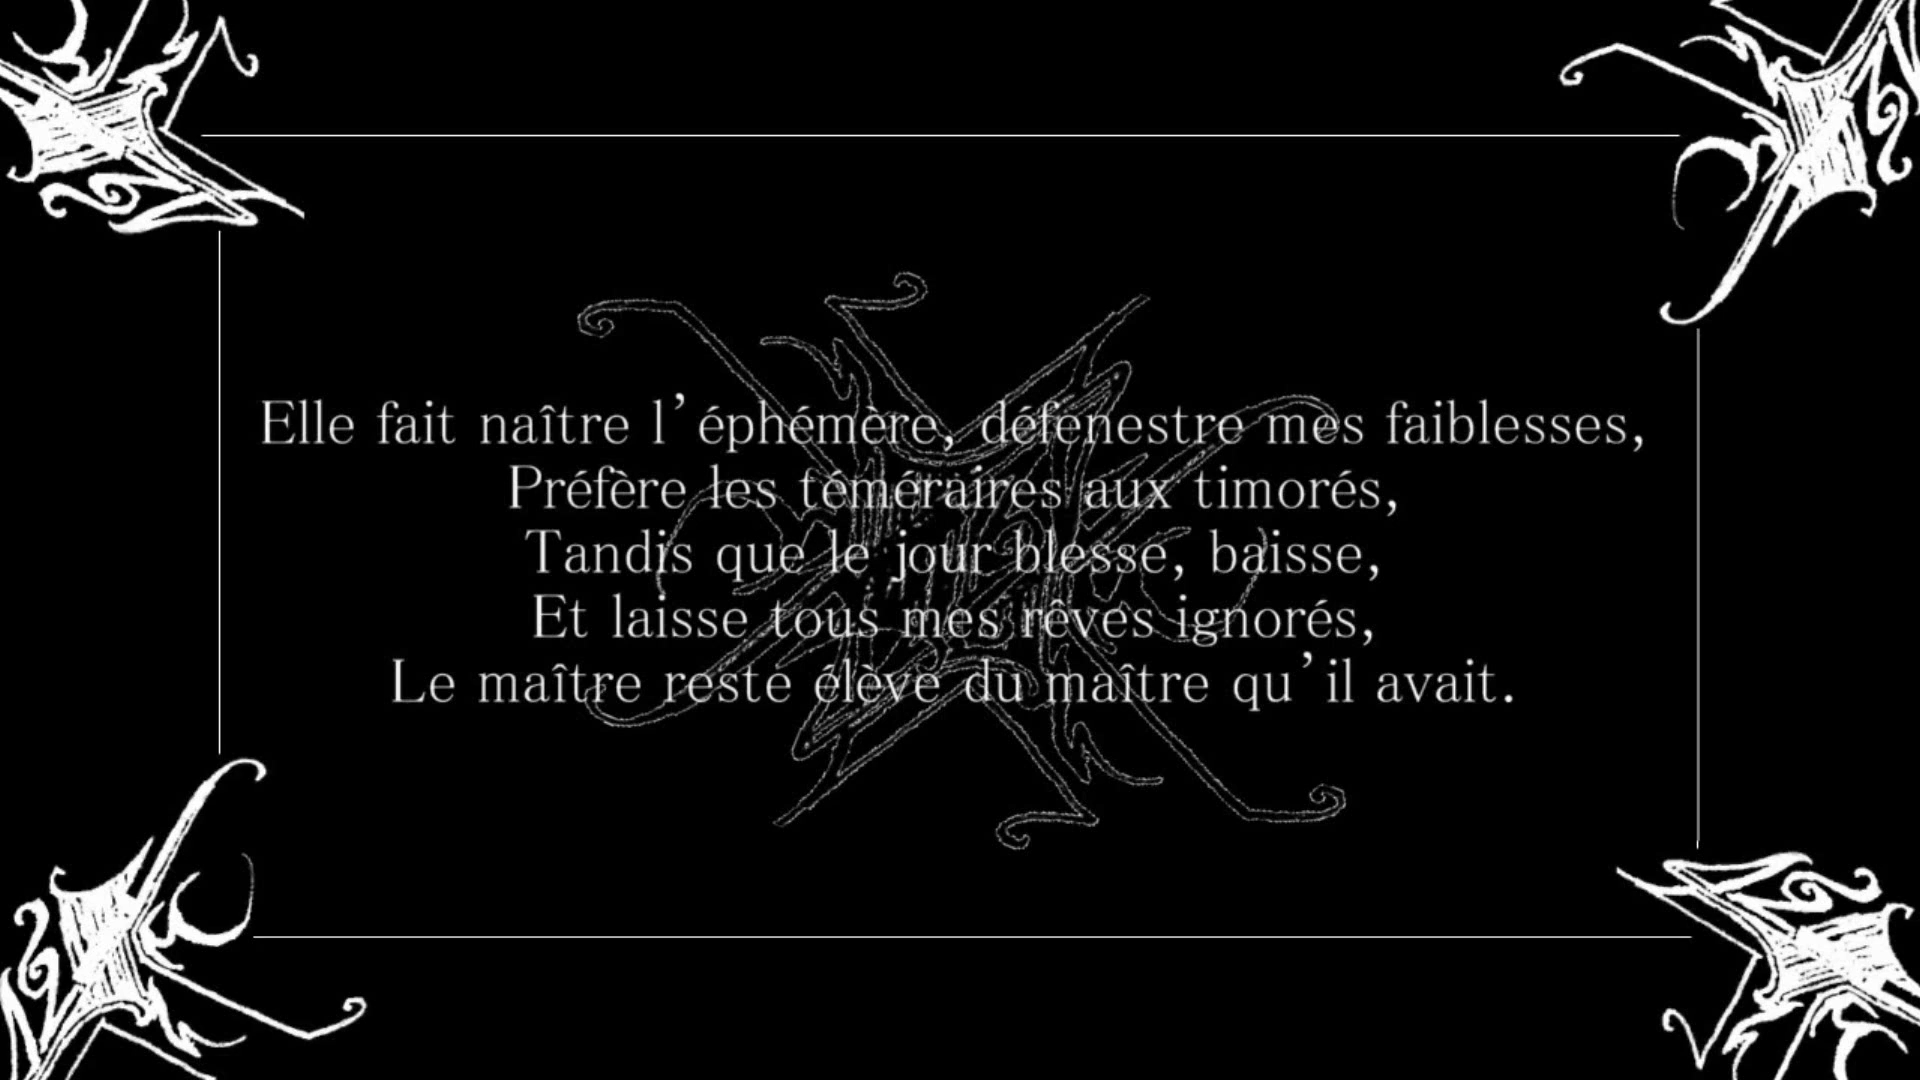 Elle fait naître l’éphémère, défenestre mes faiblesses,
Préfère les téméraires aux timorés,
Tandis que le jour blesse, baisse,
Et laisse tous mes rêves ignorés,
Le maître reste élève du maître qu’il avait.